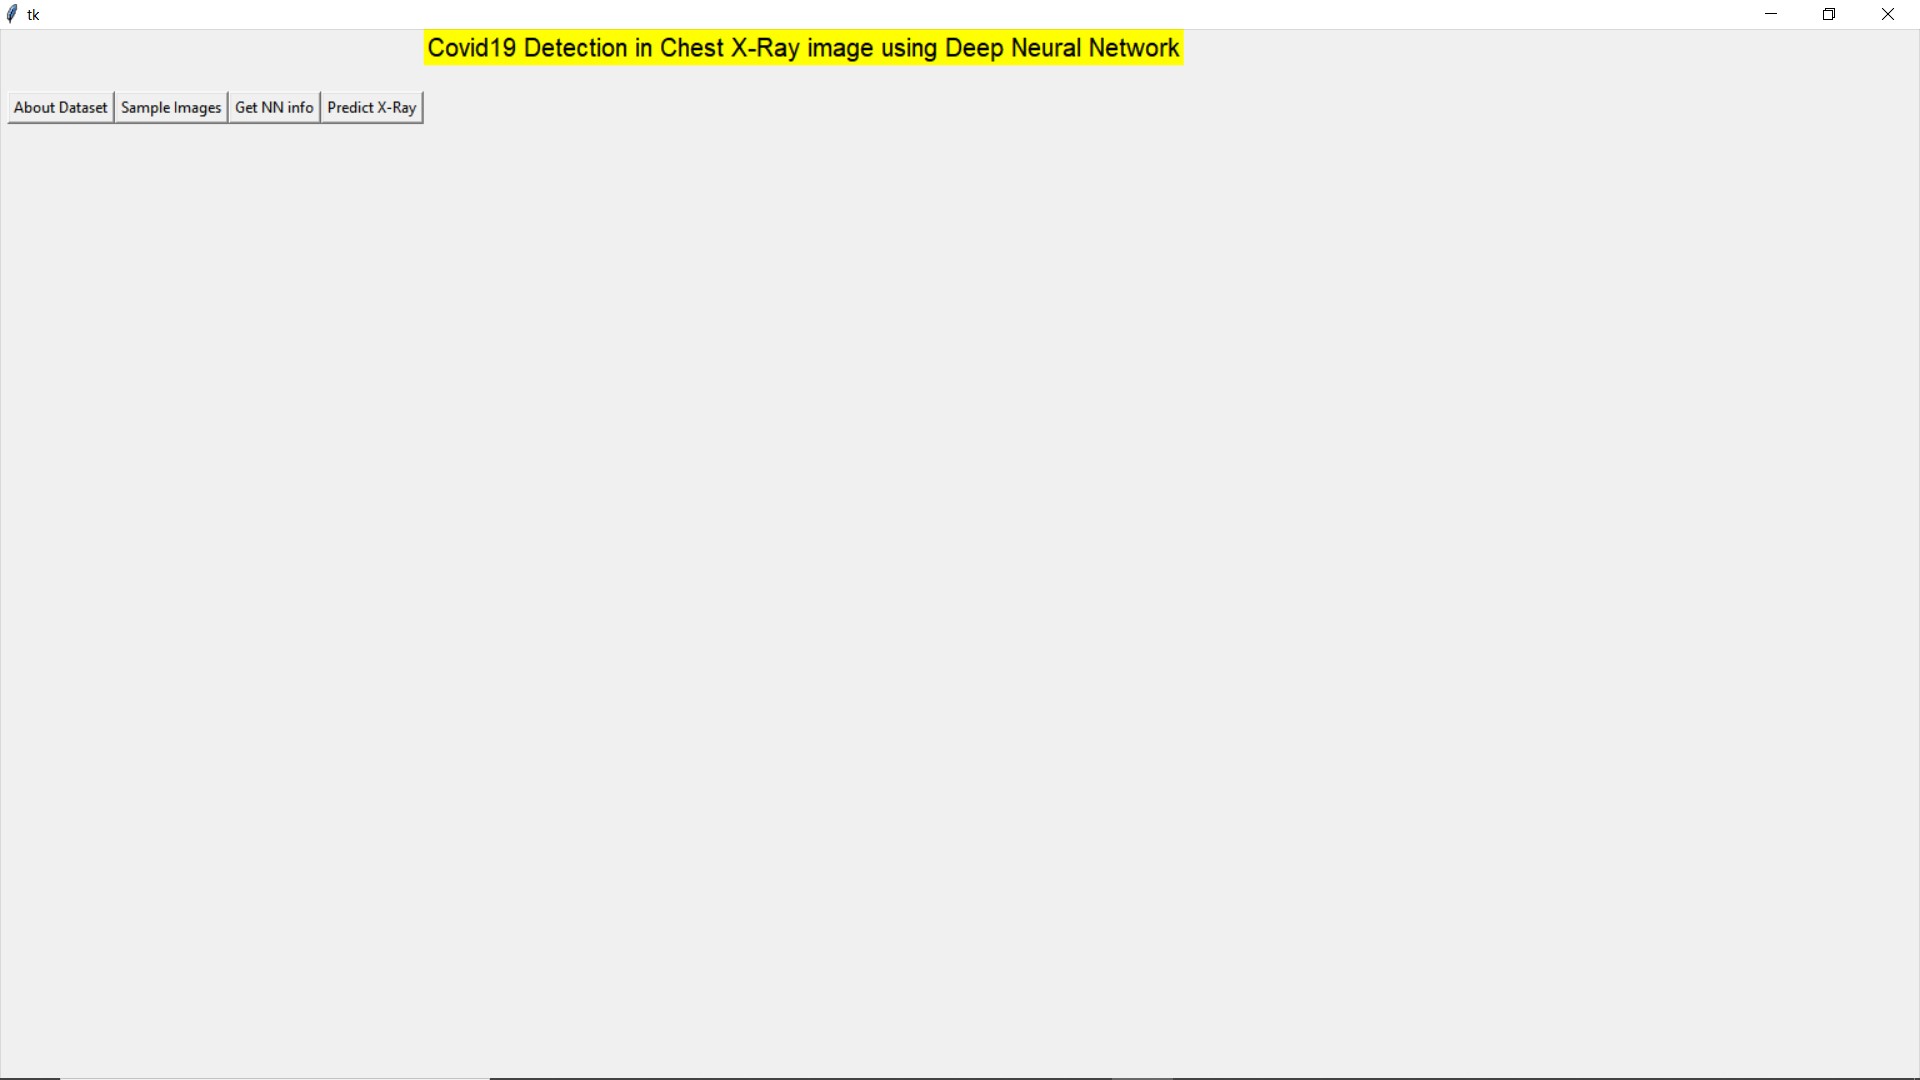 tk
Covid19 Detection in Chest X-Ray image using Deep Neural Network
About Dataset Sample Images Get NN info Predict X-Ray